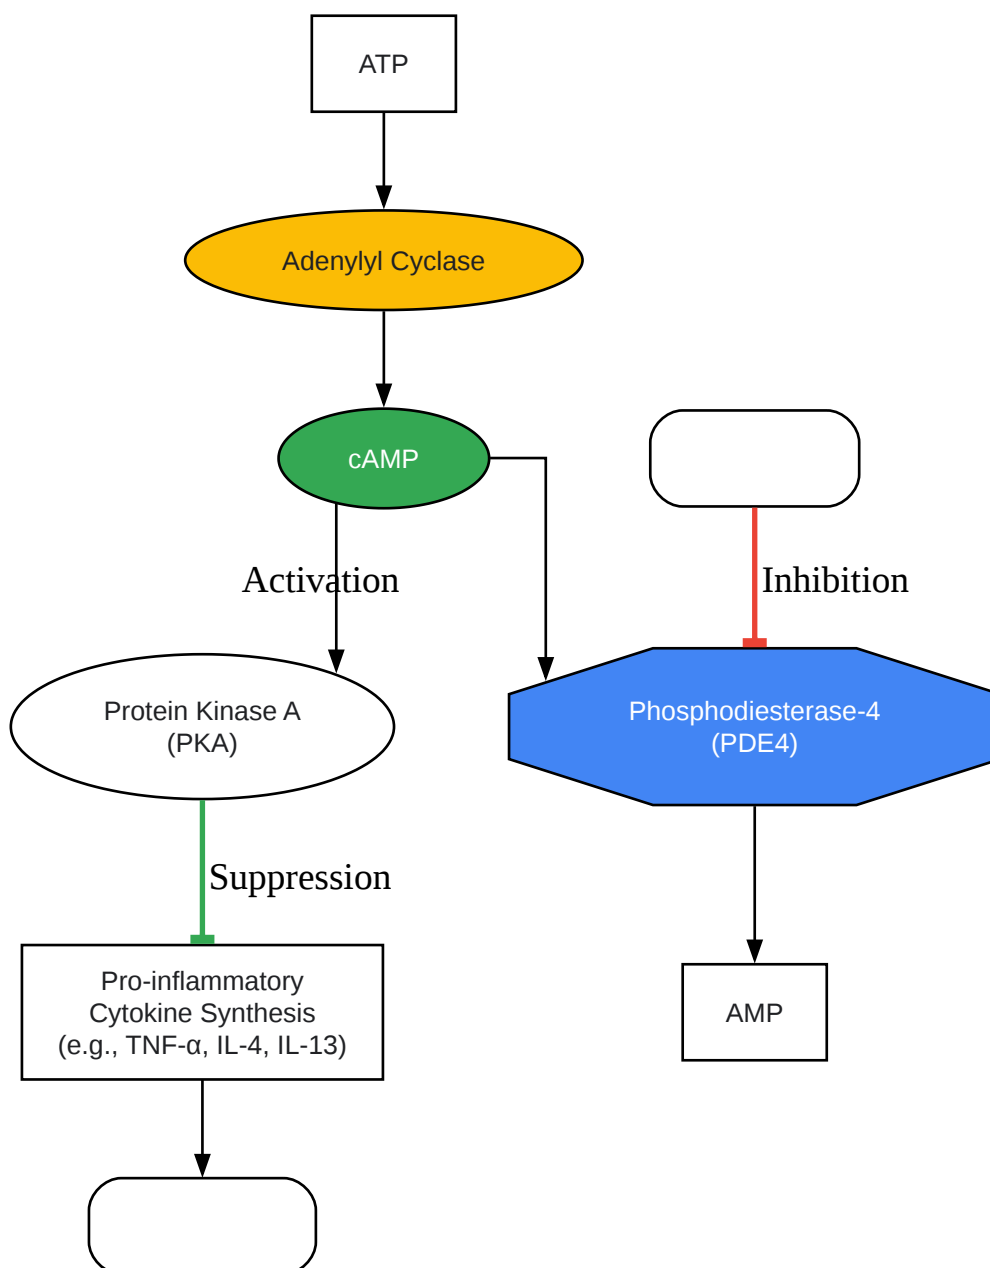 ATP
Adenylyl Cyclase
cAMP
Activation
Inhibition
Protein Kinase A
(PKA)
Phosphodiesterase-4
(PDE4)
Suppression
Pro-inflammatory
Cytokine Synthesis
(e.g., TNF-α, IL-4, IL-13)
AMP